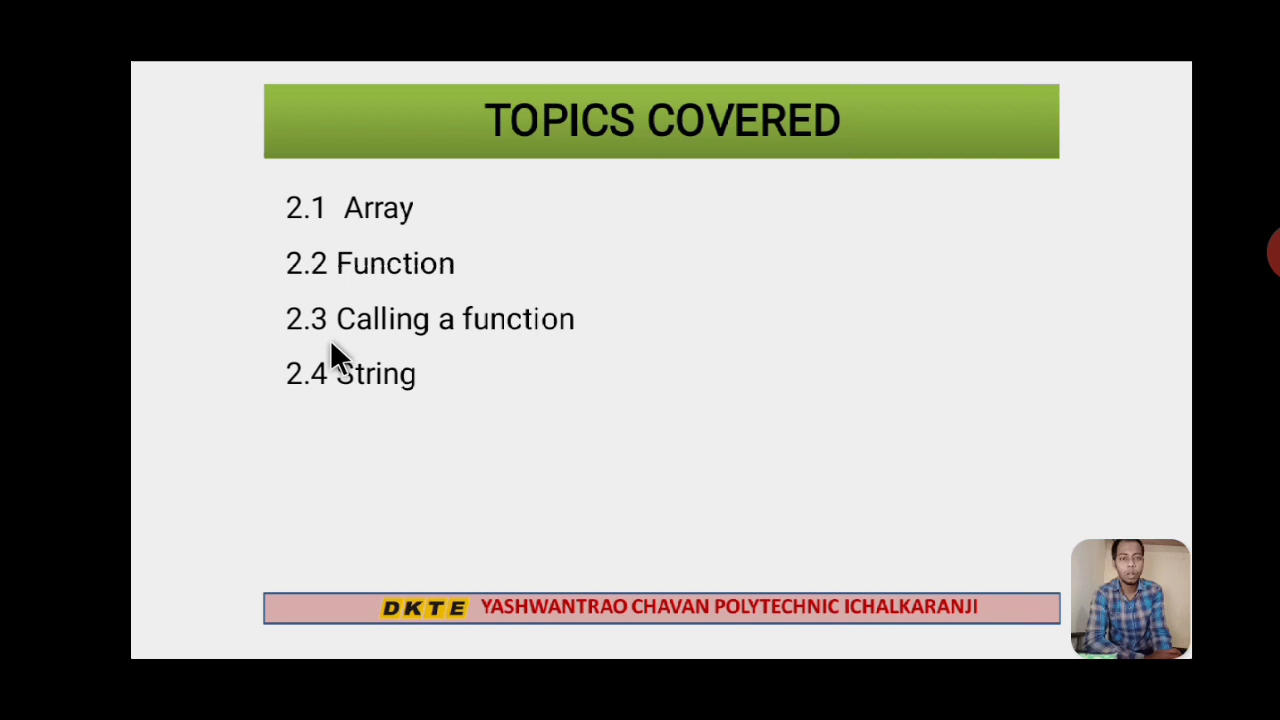 TOPICS COVERED
2.1 Array
2.2 Function
2.3 Calling a function
2.4 String
DKTE YASHWANTRAO CHAVAN POLYTECHNIC ICHALKARANJI